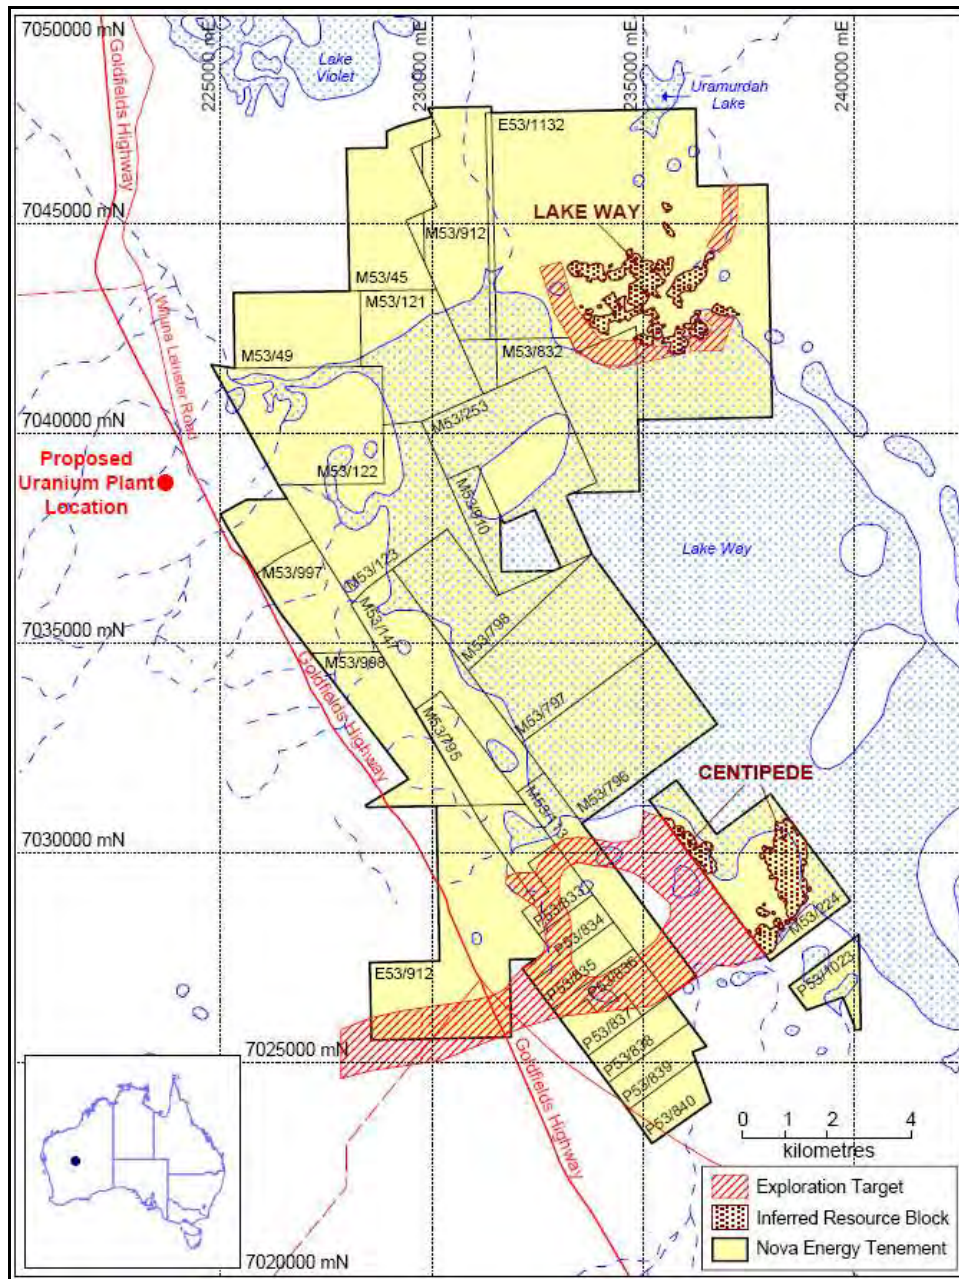 7050000 mN
225000 mE
230000 mE
235000 mE
240000 mE
Goldfields Highway
Lake
Violet
Uramurdah
Lake
E53/1132
7045000 mN
LAKE WAY
M53/912
M53/45
M53/121
Wiluna Leinster Road
M53/49
M53/832
7040000 mN
M53/253
Proposed
Uranium Plant
Location
M53/122
M53/910
Lake Way
M53/123
M53/997
M53/147
7035000 mN
M53/798
M53/998
Goldfields Highway
M53/797
M53/795
CENTIPEDE
M53/796
M53/113
7030000 mN
P53/833
M53/224
P53/834
P53/835
P53/836
E53/912
P53/1023
P53/837
7025000 mN
P53/838
P53/839
P53/840
Goldfields Highway
0 1 2 4
kilometres
Exploration Target
Inferred Resource Block
Nova Energy Tenement
7020000 mN